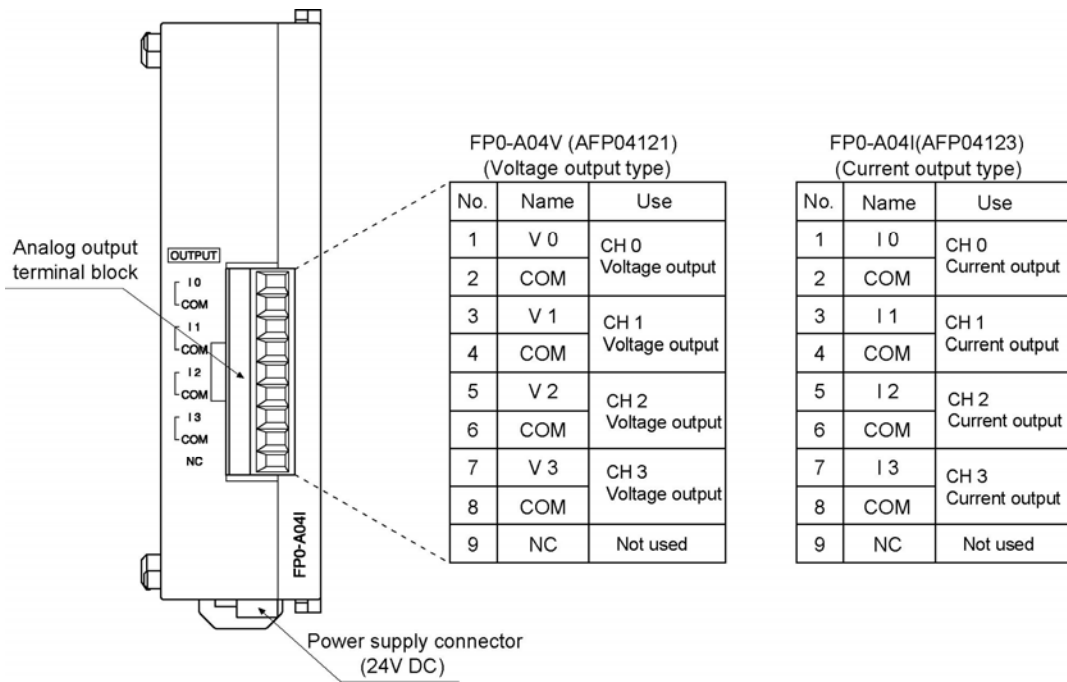 Analog output
terminal block
OUTPUT
I 0
COM
I 1
COM
I 2
COM
I 3
COM
NC
FP0-A04I
Power supply connector
(24V DC)
FP0-A04V (AFP04121)
(Voltage output type)
No. Name Use
1 V 0 CH 0
Voltage output
2 COM
3 V 1 CH 1
Voltage output
4 COM
5 V 2 CH 2
Voltage output
6 COM
7 V 3 CH 3
Voltage output
8 COM
9 NC Not used
FP0-A04I(AFP04123)
(Current output type)
No. Name Use
1 I 0 CH 0
Current output
2 COM
3 I 1 CH 1
Current output
4 COM
5 I 2 CH 2
Current output
6 COM
7 I 3 CH 3
Current output
8 COM
9 NC Not used